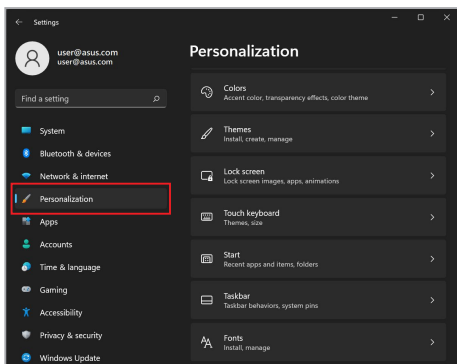 Settings
user@asus.com
user@asus.com
Find a setting
System
Bluetooth & devices
Network & internet
Personalization
Apps
Accounts
Time & language
Gaming
Accessibility
Privacy & security
Windows Update
Personalization
Colors
Accent color, transparency effects, color theme
Themes
Install, create, manage
Lock screen
Lock screen images, apps, animations
Touch keyboard
Themes, size
Start
Recent apps and items, folders
Taskbar
Taskbar behaviors, system pins
Fonts
Install, manage